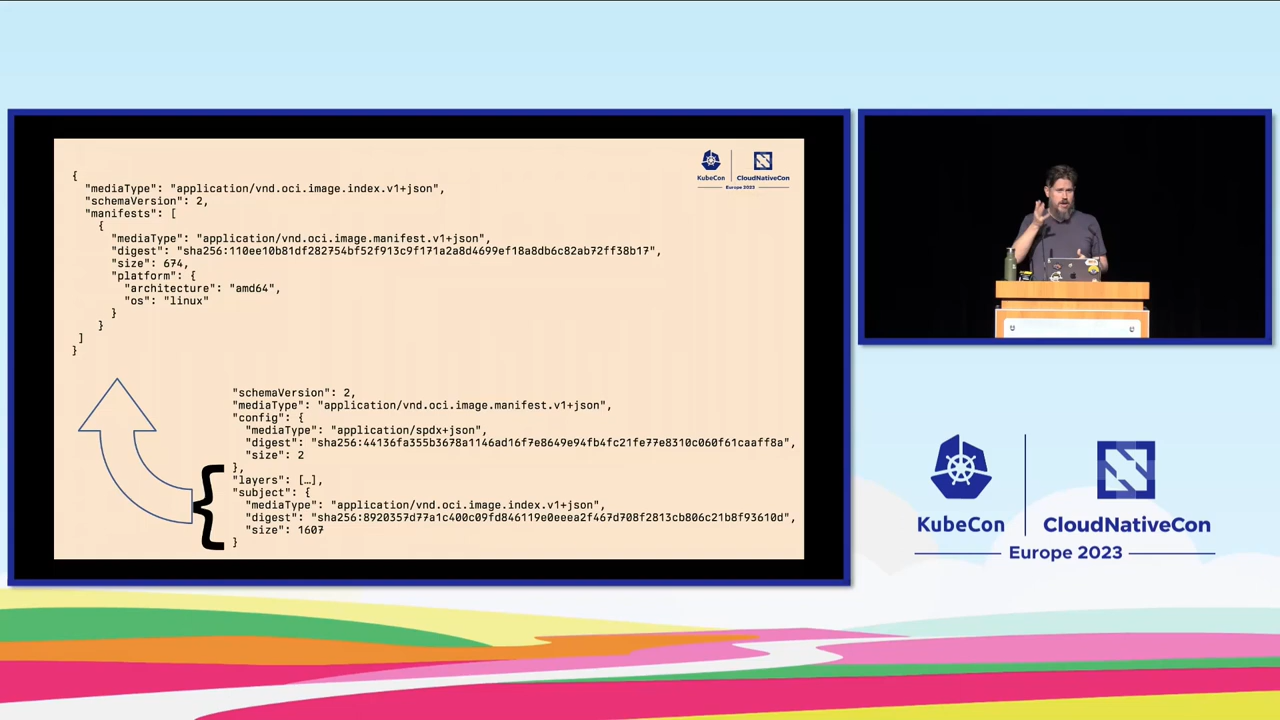 {
"mediaType": "application/vnd.oci.image.index.v1+json",
"schemaVersion": 2,
"manifests": [
{
"mediaType": "application/vnd.oci.image.manifest.v1+json",
"digest": "sha256:110ee10b81df282754bf52f913c9f171a2a8d4699ef18a8db6c82ab72ff38b17",
"size": 674,
"platform": {
"architecture": "amd64",
"os": "linux"
}
}
]
}
KubeCon
CloudNativeCon
Europe 2023
"schemaVersion": 2,
"mediaType": "application/vnd.oci.image.manifest.v1+json",
"config": {
"mediaType": "application/spdx+json",
"digest": "sha256:44136fa355b3678a1146ad16f7e8649e94fb4fc21fe77e8310c060f61caaff8a",
"size": 2
},
"layers": […],
"subject": {
"mediaType": "application/vnd.oci.image.index.v1+json",
"digest": "sha256:8920357d77a1c400c09fd846119e0eeea2f467d708f2813cb806c21b8f93610d",
"size": 1607
}
{
KubeCon
CloudNativeCon
Europe 2023